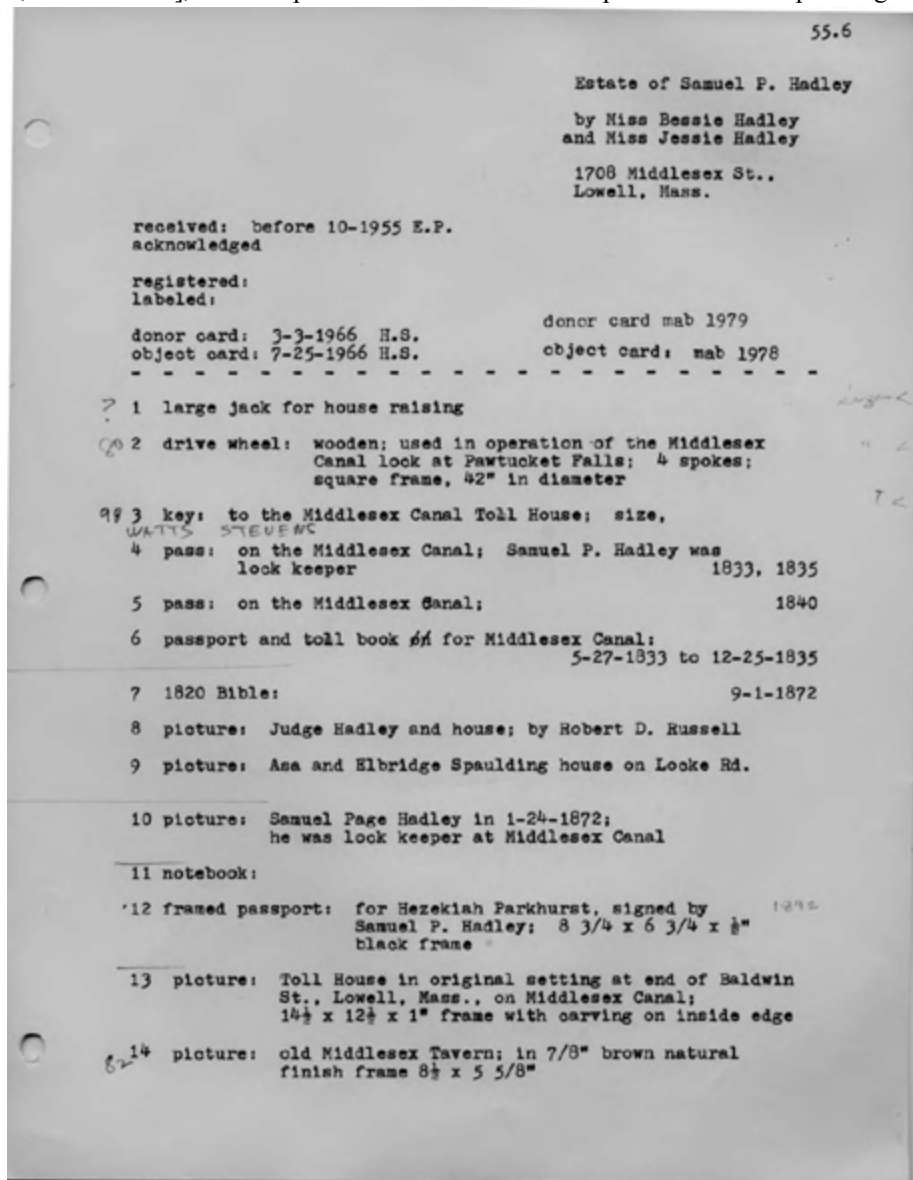 55.6
Estate of Samuel P. Hadley
by Miss Bessie Hadley
and Miss Jessie Hadley
1708 Middlesex St.,
Lowell, Mass.
received: before 10-1955 E.P.
acknowledged
registered:
labeled:
donor card mab 1979
donor card: 3-3-1966 H.S.
object card: 7-25-1966 H.S. object card: mab 1978
- - - - - - - - - - - - - - - - - - - - - -
? 1 large jack for house raising
2 drive wheel: wooden; used in operation of the Middlesex
Canal lock at Pawtucket Falls; 4 spokes;
square frame, 42" in diameter
98 3 key: to the Middlesex Canal Toll House; size,
WATTS STEVENS
4 pass: on the Middlesex Canal; Samuel P. Hadley was
lock keeper 1833, 1835
5 pass: on the Middlesex Canal; 1840
6 passport and toll book for Middlesex Canal:
5-27-1833 to 12-25-1835
7 1820 Bible: 9-1-1872
8 picture: Judge Hadley and house; by Robert D. Russell
9 picture: Asa and Elbridge Spaulding house on Locke Rd.
10 picture: Samuel Page Hadley in 1-24-1872;
he was lock keeper at Middlesex Canal
11 notebook:
12 framed passport: for Hezekiah Parkhurst, signed by
Samuel P. Hadley; 8 3/4 x 6 3/4 x ½"
black frame
13 picture: Toll House in original setting at end of Baldwin
St., Lowell, Mass., on Middlesex Canal;
14½ x 12½ x 1" frame with carving on inside edge
82 14 picture: old Middlesex Tavern; in 7/8" brown natural
finish frame 8½ x 5 5/8"